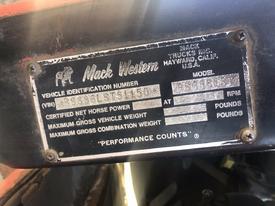 Mack Western
MACK
TRUCKS INC.
HAYWARD, CALIF.
U.S.A.
VEHICLE IDENTIFICATION NUMBER
MODEL
(VIN)
CERTIFIED NET HORSE POWER
AT
RPM
MAXIMUM GROSS VEHICLE WEIGHT
POUNDS
MAXIMUM GROSS COMBINATION WEIGHT
POUNDS
"PERFORMANCE COUNTS"